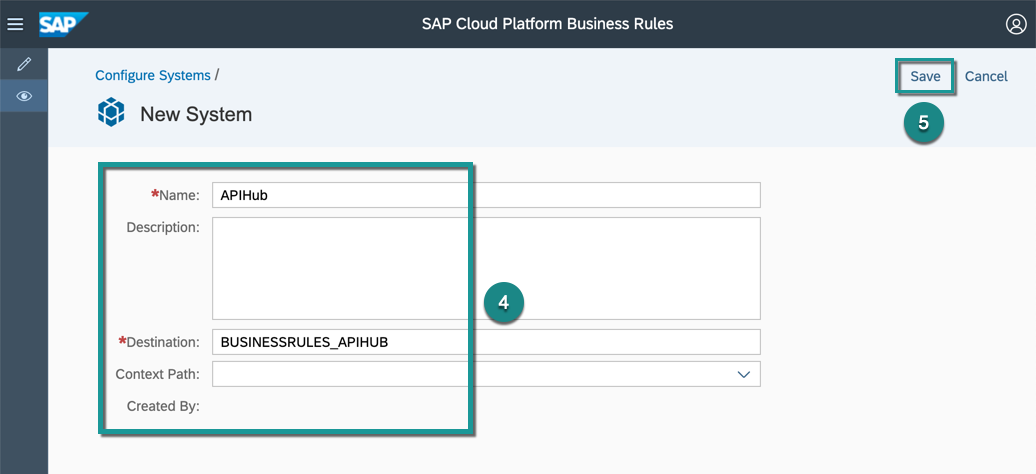 SAP SAP Cloud Platform Business Rules
Configure Systems / Save Cancel
New System 5
*Name: APIHub
Description:
4
*Destination: BUSINESSRULES_APIHUB
Context Path:
Created By: